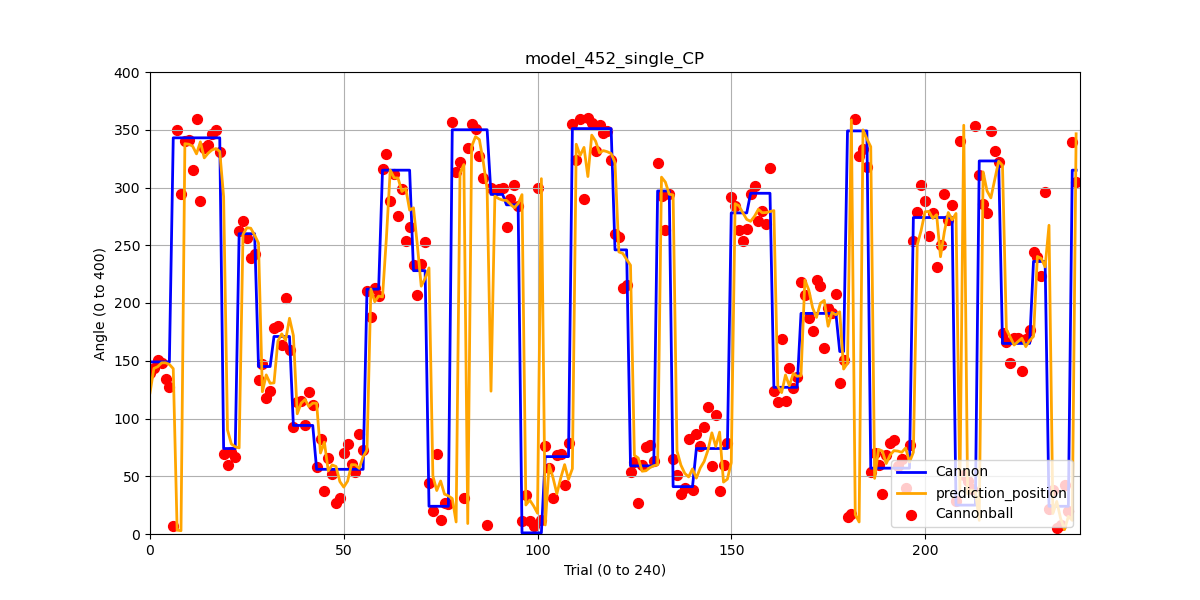 model_452_single_CP
400
350
300
250
200
150
100
50
0
Angle (0 to 400)
0 50 100 150 200
Trial (0 to 240)
Cannon
prediction_position
Cannonball